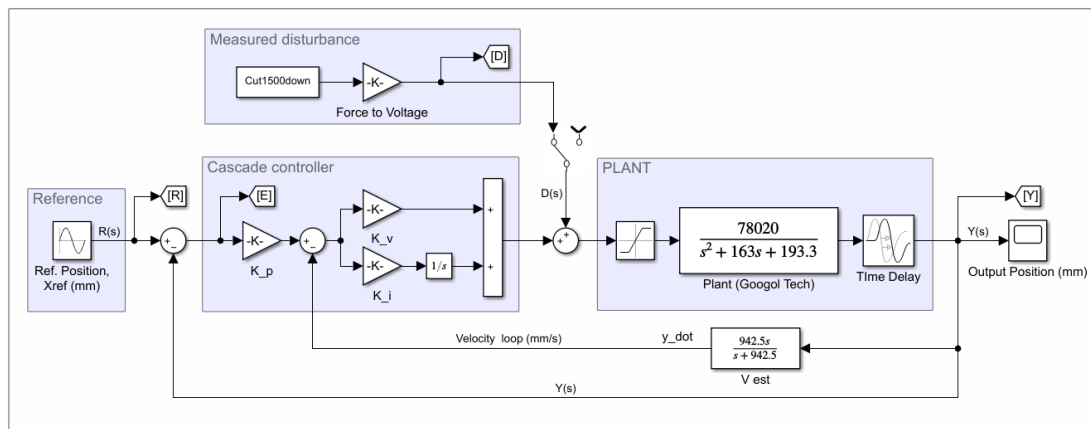 Measured disturbance
Cut1500down
-K-
[D]
Force to Voltage
Cascade controller
PLANT
Reference
[R]
[E]
D(s)
[Y]
R(s)
+
-
-K-
K_p
+
-
-K-
K_v
-K-
K_i
1/s
+
+
+
+
78020
s² + 163s + 193.3
Plant (Googol Tech)
TIme Delay
Y(s)
Output Position (mm)
Ref. Position,
Xref (mm)
Velocity loop (mm/s)
y_dot
942.5s
s + 942.5
V est
Y(s)